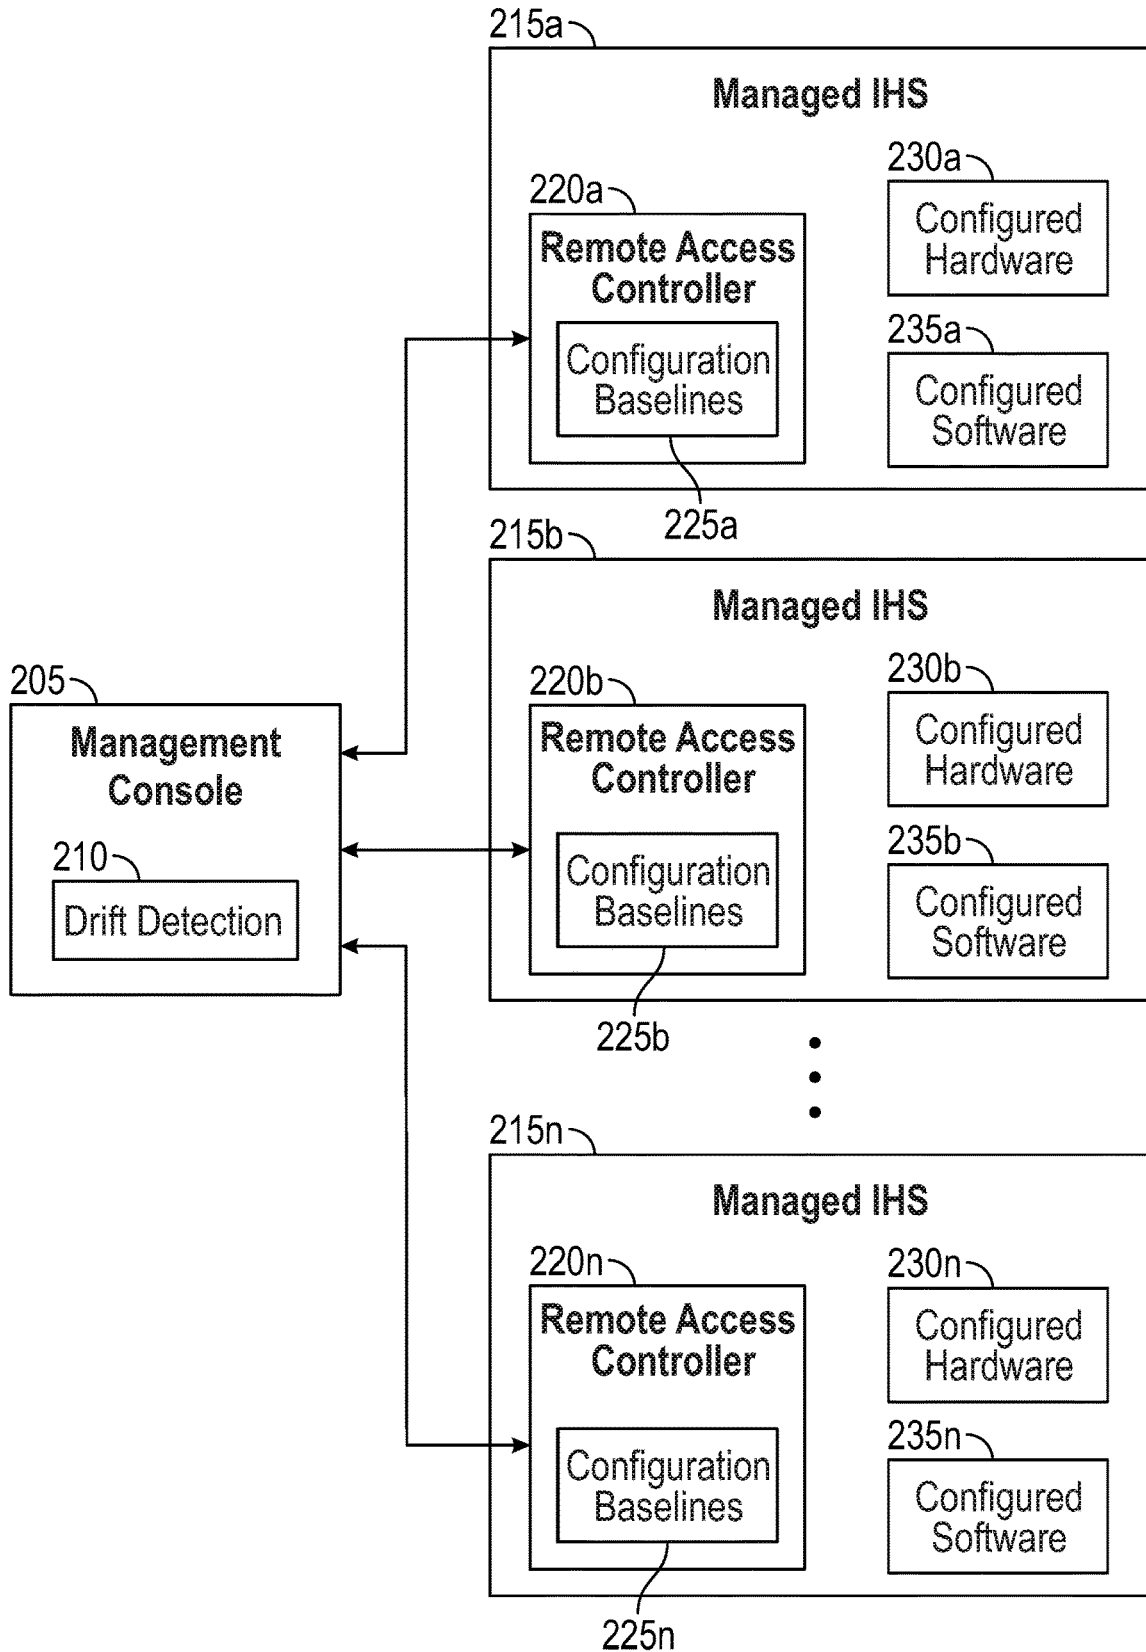 215a
Managed IHS
230a
Configured
Hardware
220a
Remote Access
Controller
Configuration
Baselines
235a
Configured
Software
225a
215b
Managed IHS
205
Management
Console
210
Drift Detection
220b
Remote Access
Controller
Configuration
Baselines
230b
Configured
Hardware
235b
Configured
Software
225b
215n
Managed IHS
220n
Remote Access
Controller
Configuration
Baselines
230n
Configured
Hardware
235n
Configured
Software
225n